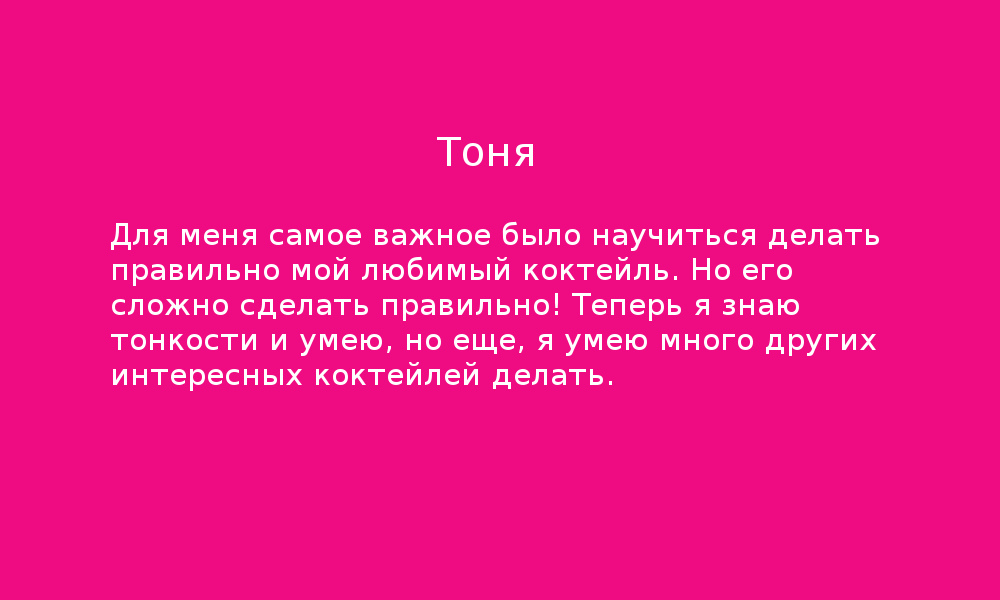 Тоня
Для меня самое важное было научиться делать
правильно мой любимый коктейль. Но его
сложно сделать правильно! Теперь я знаю
тонкости и умею, но еще, я умею много других
интересных коктейлей делать.